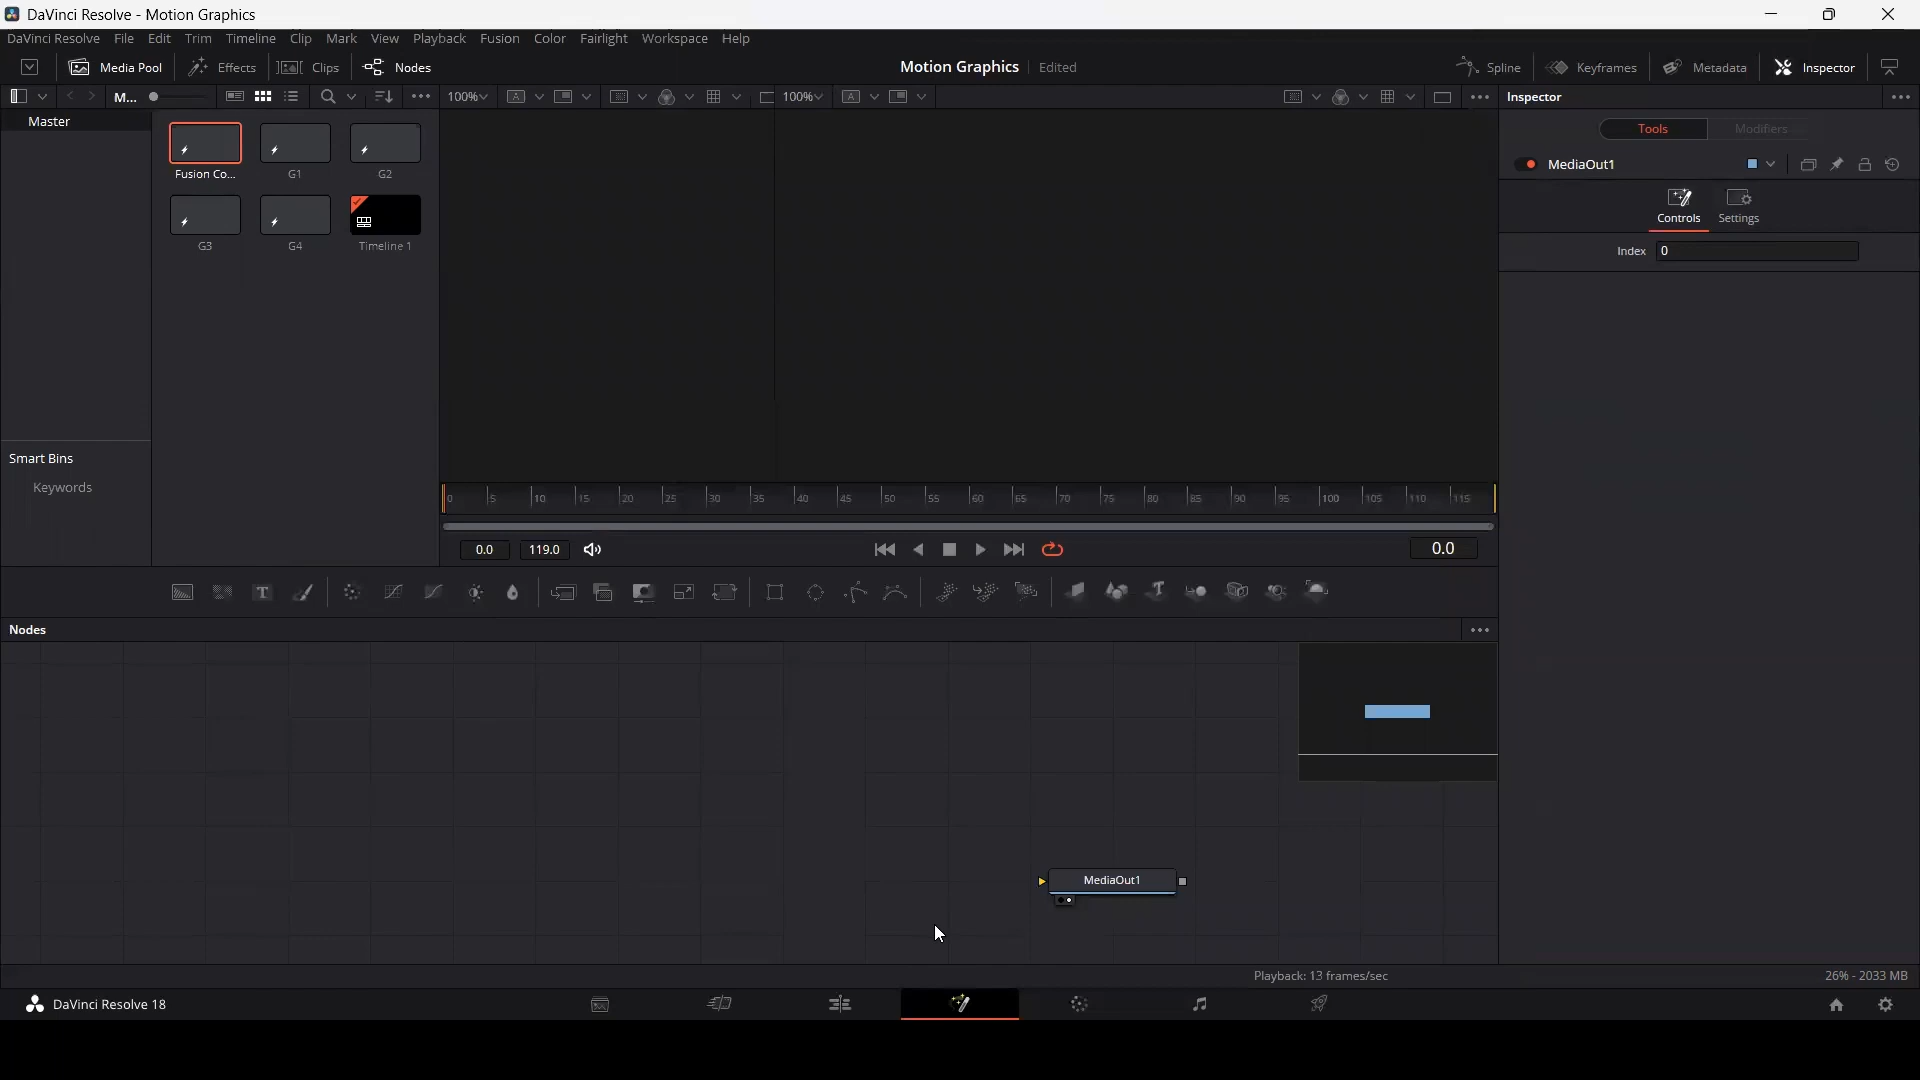 DaVinci Resolve - Motion Graphics
DaVinci Resolve File Edit Trim Timeline Clip Mark View Playback Fusion Color Fairlight Workspace Help
Media Pool Effects Clips Nodes Motion Graphics Edited Spline Keyframes Metadata Inspector
M... 100% 100% Inspector
Master
Tools Modifiers
MediaOut1
Fusion Co... G1 G2
Controls Settings
G3 G4 Timeline 1
Index 0
Smart Bins
Keywords
0 5 10 15 20 25 30 35 40 45 50 55 60 65 70 75 80 85 90 95 100 105 110 115
0.0 119.0 0.0
Nodes
MediaOut1
Playback: 13 frames/sec 26% - 2033 MB
DaVinci Resolve 18